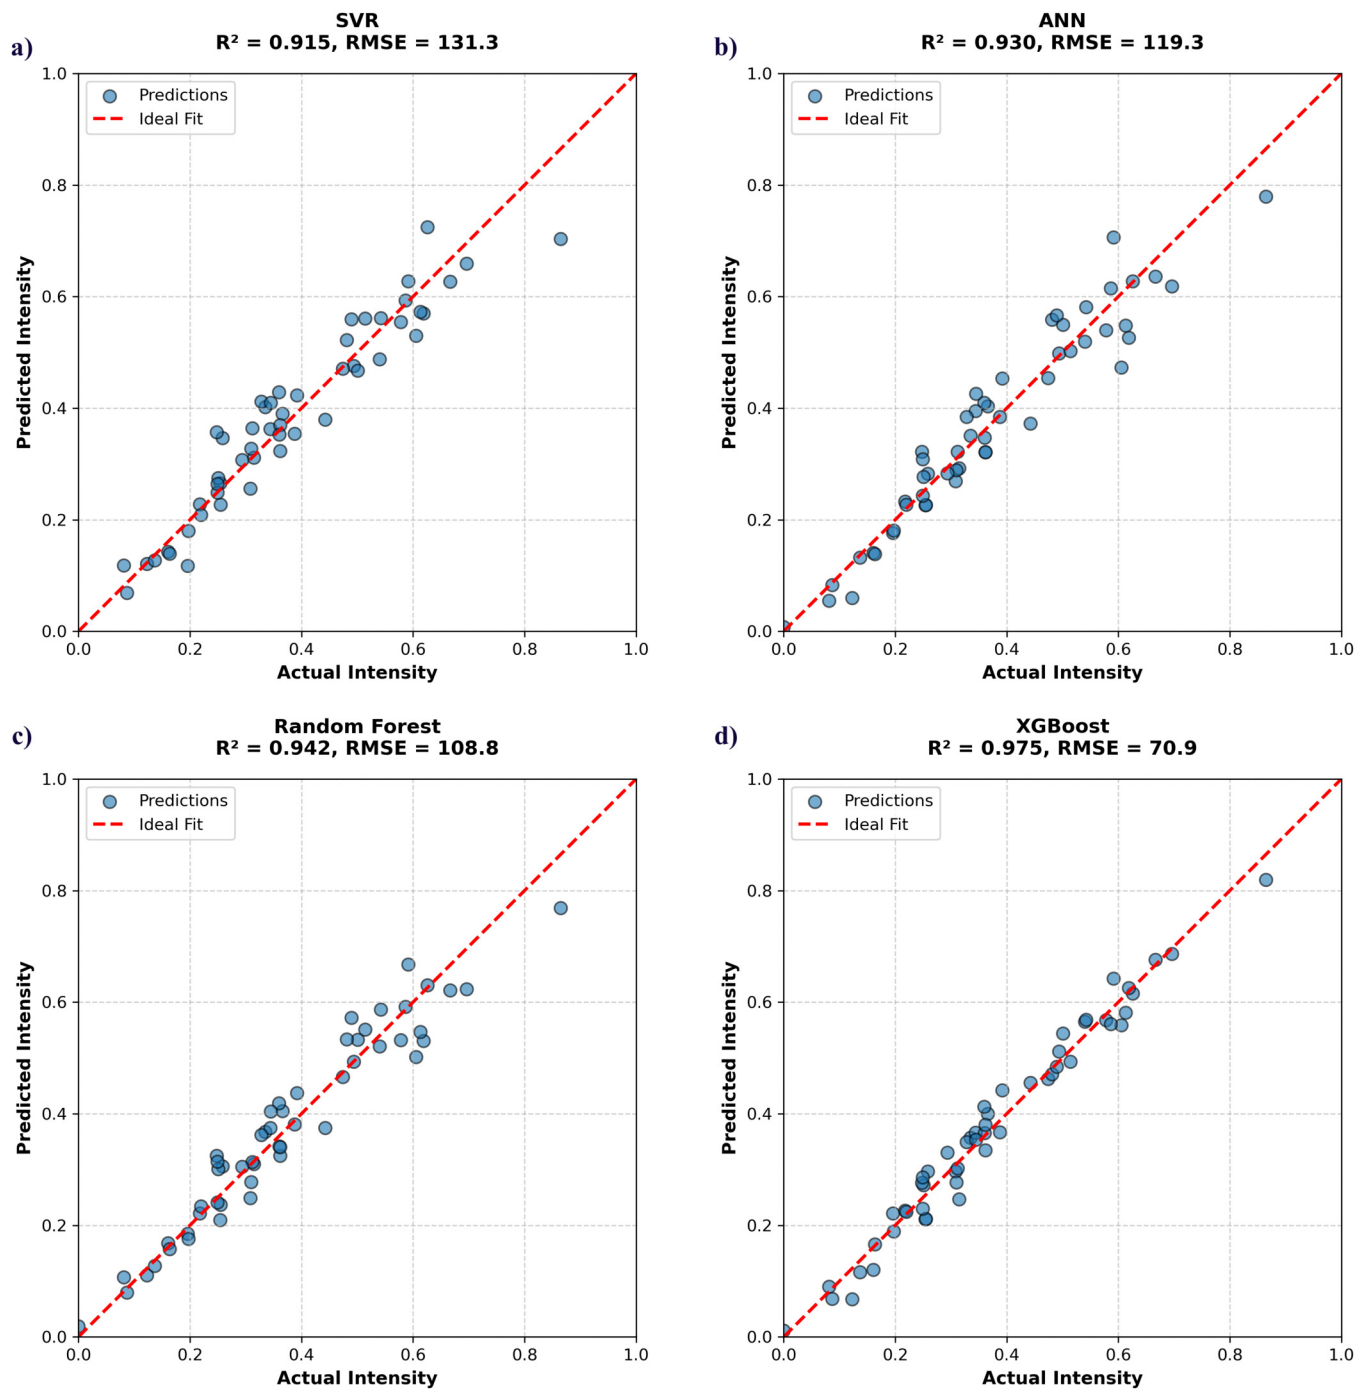 a)
SVR
R² = 0.915, RMSE = 131.3
Predictions
Ideal Fit
1.0
0.8
0.6
0.4
0.2
0.0
Predicted Intensity
0.0 0.2 0.4 0.6 0.8 1.0
Actual Intensity
b)
ANN
R² = 0.930, RMSE = 119.3
Predictions
Ideal Fit
1.0
0.8
0.6
0.4
0.2
0.0
Predicted Intensity
0.0 0.2 0.4 0.6 0.8 1.0
Actual Intensity
c)
Random Forest
R² = 0.942, RMSE = 108.8
Predictions
Ideal Fit
1.0
0.8
0.6
0.4
0.2
0.0
Predicted Intensity
0.0 0.2 0.4 0.6 0.8 1.0
Actual Intensity
d)
XGBoost
R² = 0.975, RMSE = 70.9
Predictions
Ideal Fit
1.0
0.8
0.6
0.4
0.2
0.0
Predicted Intensity
0.0 0.2 0.4 0.6 0.8 1.0
Actual Intensity